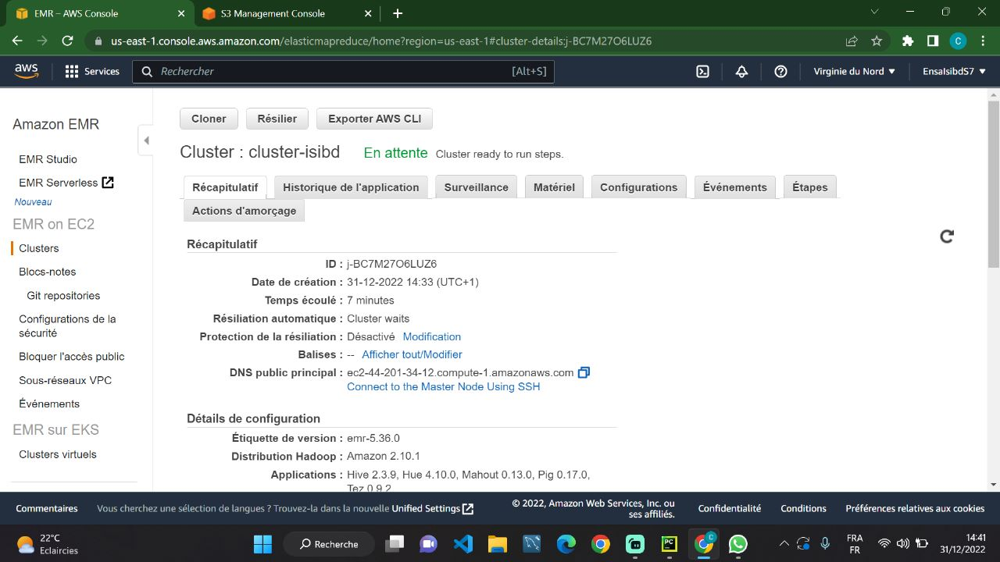 EMR – AWS Console
S3 Management Console
us-east-1.console.aws.amazon.com/elasticmapreduce/home?region=us-east-1#cluster-details:j-BC7M27O6LUZ6
C
aws
Services
Rechercher
[Alt+S]
Virginie du Nord
EnsaIsibdS7
Amazon EMR
EMR Studio
EMR Serverless
Nouveau
EMR on EC2
Clusters
Blocs-notes
Git repositories
Configurations de la
sécurité
Bloquer l'accès public
Sous-réseaux VPC
Événements
EMR sur EKS
Clusters virtuels
Cloner
Résilier
Exporter AWS CLI
Cluster : cluster-isibd
En attente
Cluster ready to run steps.
Récapitulatif
Historique de l'application
Surveillance
Matériel
Configurations
Événements
Étapes
Actions d'amorçage
Récapitulatif
ID : j-BC7M27O6LUZ6
Date de création : 31-12-2022 14:33 (UTC+1)
Temps écoulé : 7 minutes
Résiliation automatique : Cluster waits
Protection de la résiliation : Désactivé Modification
Balises : -- Afficher tout/Modifier
DNS public principal : ec2-44-201-34-12.compute-1.amazonaws.com
Connect to the Master Node Using SSH
Détails de configuration
Étiquette de version : emr-5.36.0
Distribution Hadoop : Amazon 2.10.1
Applications : Hive 2.3.9, Hue 4.10.0, Mahout 0.13.0, Pig 0.17.0,
Tez 0.9.2
Commentaires
Vous cherchez une sélection de langues ? Trouvez-la dans la nouvelle Unified Settings
© 2022, Amazon Web Services, Inc. ou
ses affiliés.
Confidentialité
Conditions
Préférences relatives aux cookies
22°C
Eclaircies
Recherche
PC
C
FRA
FR
14:41
31/12/2022